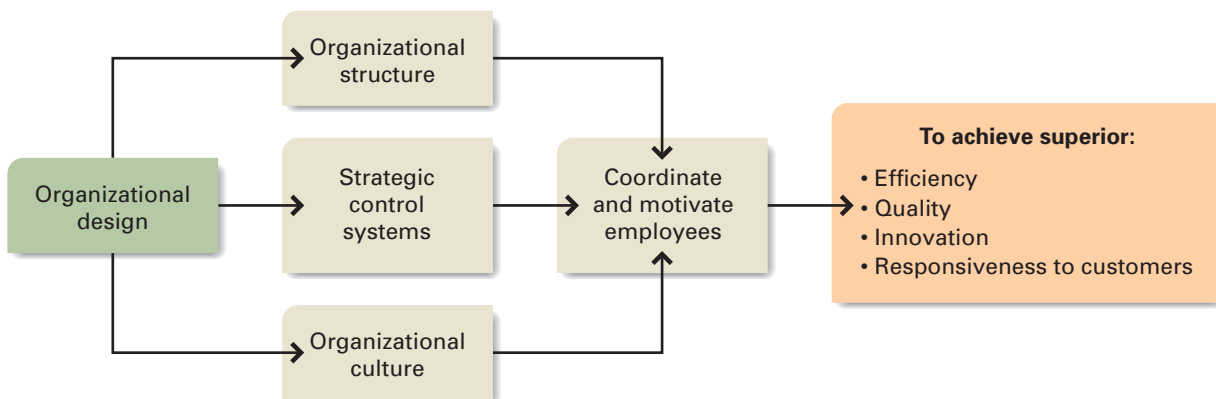 Organizational
design
Organizational
structure
Strategic
control
systems
Organizational
culture
Coordinate
and motivate
employees
To achieve superior:
• Efficiency
• Quality
• Innovation
• Responsiveness to customers